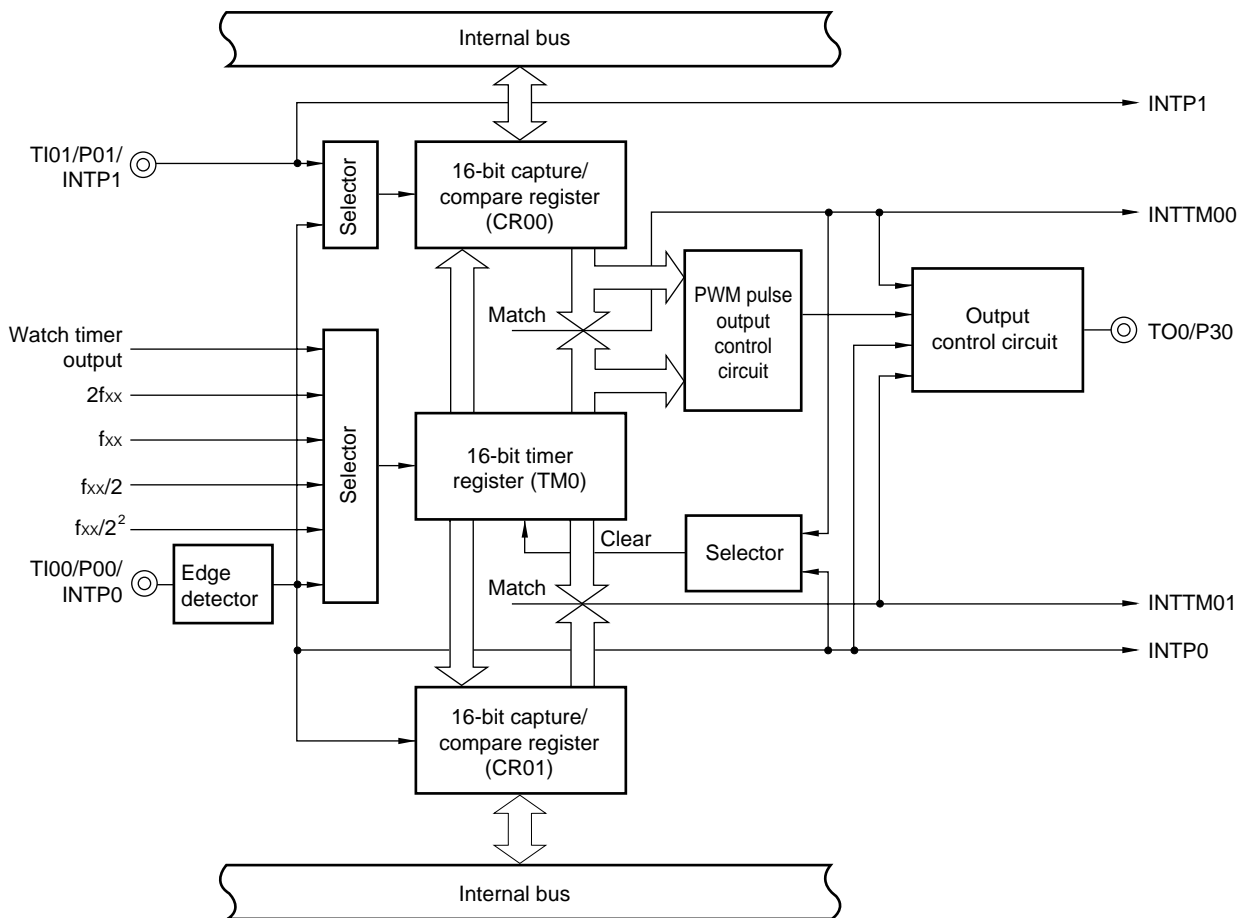 Internal bus
INTP1
TI01/P01/
INTP1
Selector
16-bit capture/
compare register
(CR00)
INTTM00
PWM pulse
output
control
circuit
Match
Output
control circuit
TO0/P30
Watch timer
output
2fxx
fxx
fxx/2
fxx/2²
Selector
16-bit timer
register (TM0)
Clear
Selector
TI00/P00/
INTP0
Edge
detector
Match
INTTM01
INTP0
16-bit capture/
compare register
(CR01)
Internal bus